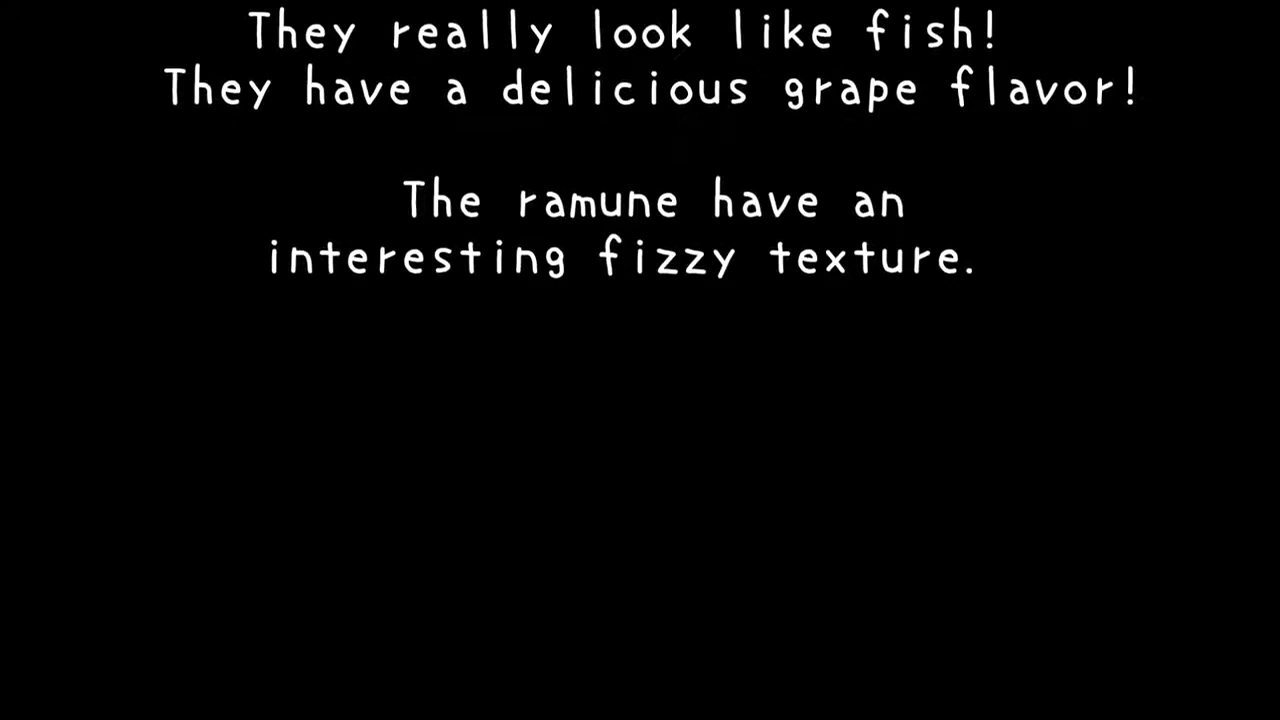 They really look like fish!
They have a delicious grape flavor!
The ramune have an
interesting fizzy texture.